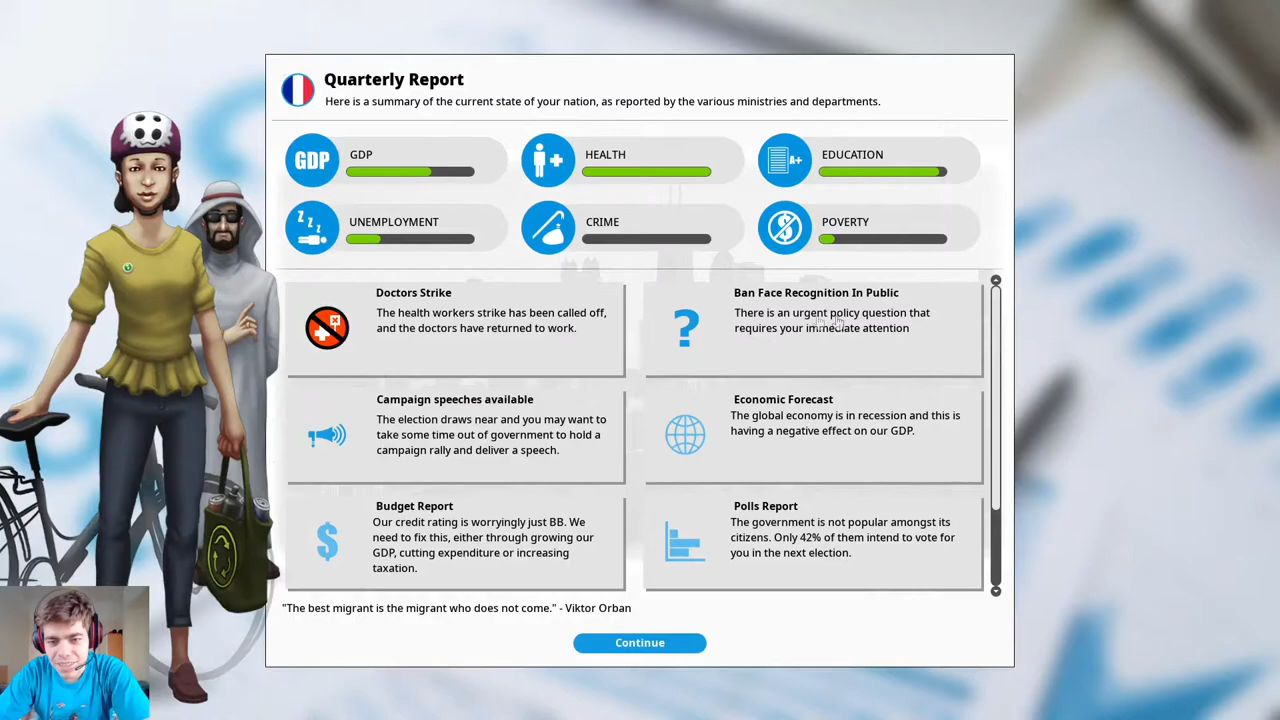 Quarterly Report
Here is a summary of the current state of your nation, as reported by the various ministries and departments.
GDP
GDP
HEALTH
A+
EDUCATION
Z Z Z
UNEMPLOYMENT
CRIME
$
POVERTY
Doctors Strike
The health workers strike has been called off,
and the doctors have returned to work.
?
Ban Face Recognition In Public
There is an urgent policy question that
requires your immediate attention
Campaign speeches available
The election draws near and you may want to
take some time out of government to hold a
campaign rally and deliver a speech.
Economic Forecast
The global economy is in recession and this is
having a negative effect on our GDP.
$
Budget Report
Our credit rating is worryingly just BB. We
need to fix this, either through growing our
GDP, cutting expenditure or increasing
taxation.
Polls Report
The government is not popular amongst its
citizens. Only 42% of them intend to vote for
you in the next election.
"The best migrant is the migrant who does not come." - Viktor Orban
Continue